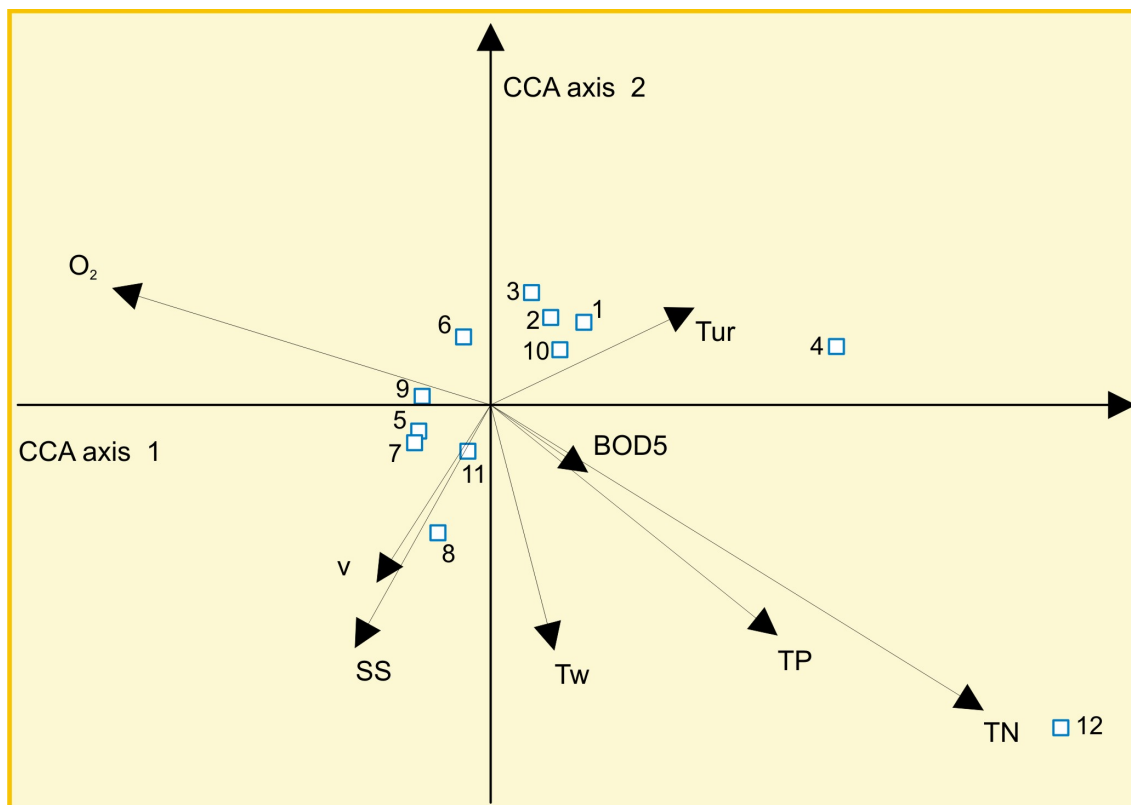 CCA axis 2
O₂
3
2
1
6
10
Tur
4
9
5
7
CCA axis 1
11
BOD5
8
v
SS
Tw
TP
TN
12